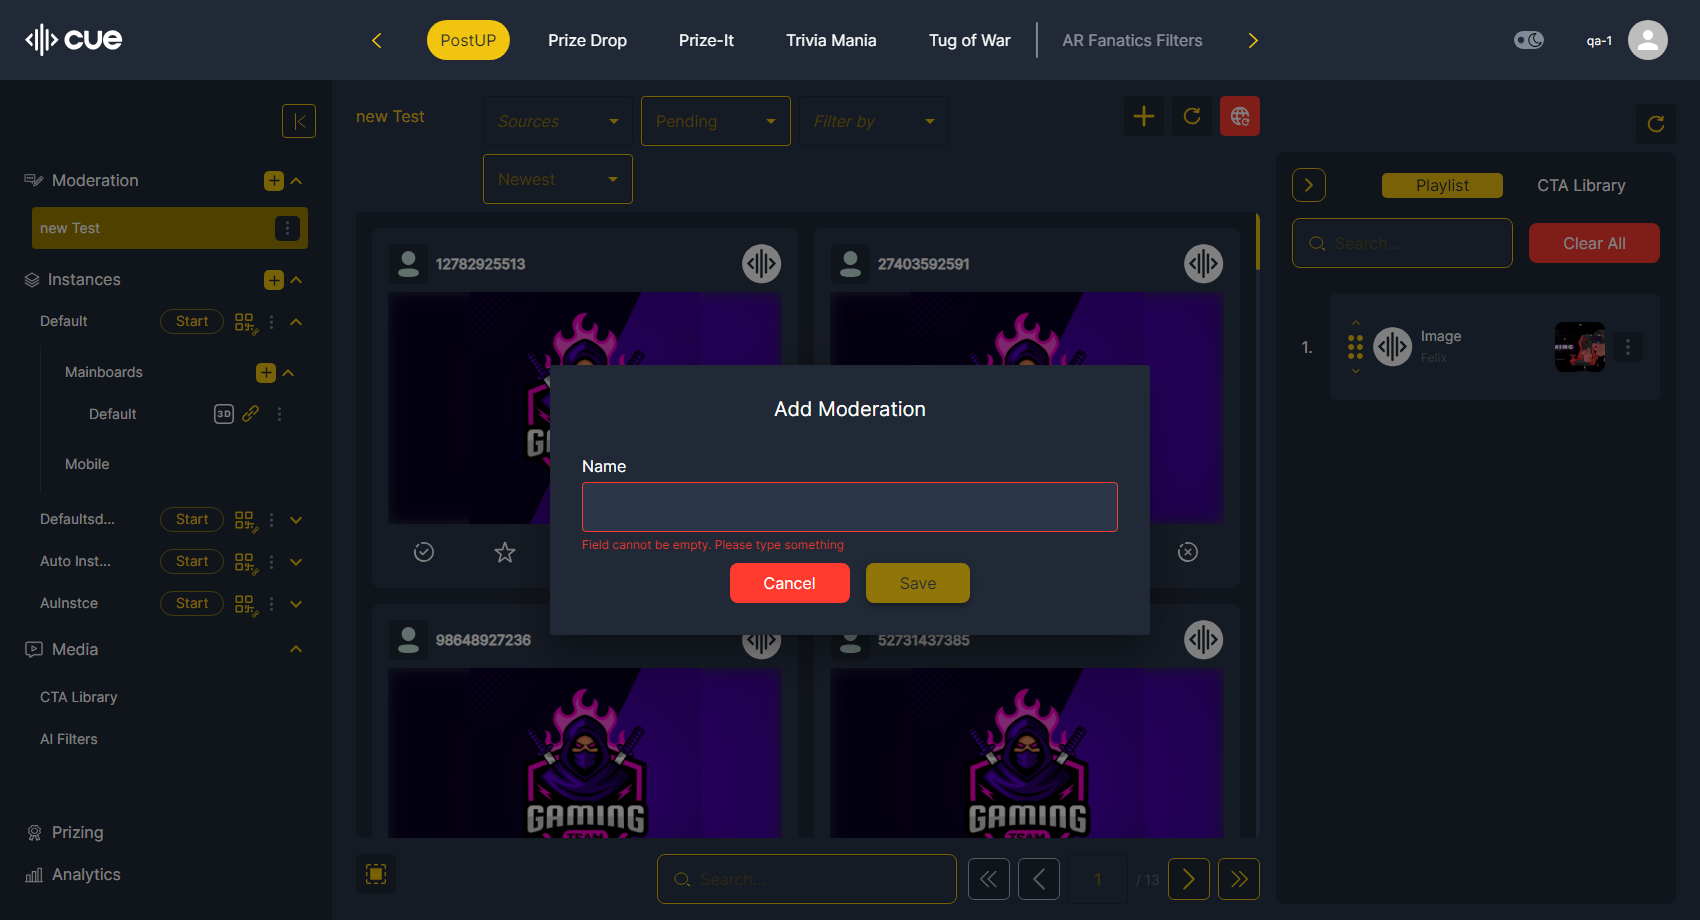 cue
PostUP
Prize Drop
Prize-It
Trivia Mania
Tug of War
AR Fanatics Filters
qa-1
Moderation
new Test
Instances
Default
Start
Mainboards
Default
3D
Mobile
Defaultsd...
Start
Auto Inst...
Start
AuInstce
Start
Media
CTA Library
AI Filters
Prizing
Analytics
new Test
Sources
Pending
Filter by
Newest
12782925513
27403592591
98648927236
GAMING
TEAM
52731437385
GAMING
TEAM
Add Moderation
Name
Field cannot be empty. Please type something
Cancel
Save
Search...
1
/ 13
Playlist
CTA Library
Search...
Clear All
1.
Image
Felix